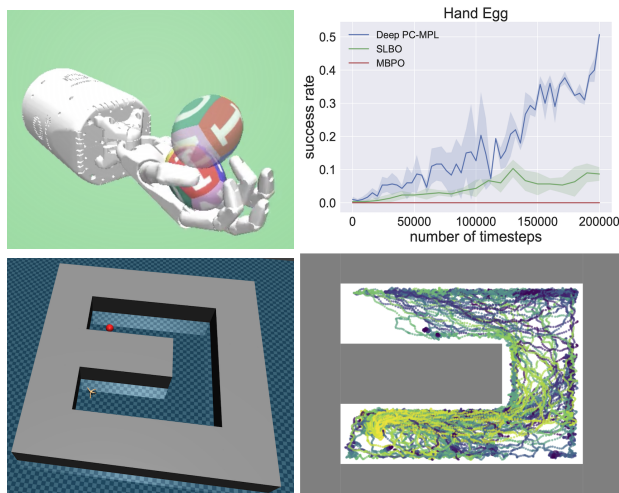 Hand Egg
Deep PC-MPL
SLBO
MBPO
success rate
0.5
0.4
0.3
0.2
0.1
0.0
0
50000
100000
150000
200000
number of timesteps